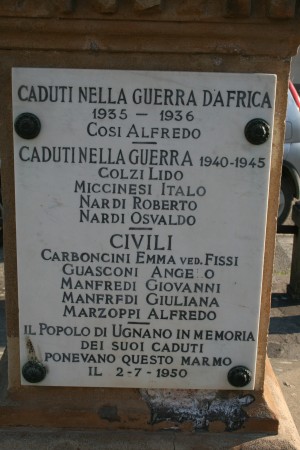 CADUTI NELLA GUERRA D'AFRICA
1935 - 1936
COSI ALFREDO
CADUTI NELLA GUERRA 1940-1945
COLZI LIDO
MICCINESI ITALO
NARDI ROBERTO
NARDI OSVALDO
CIVILI
CARBONCINI EMMA VED. FISSI
GUASCONI ANGE O
MANFREDI GIOVANNI
MANFREDI GIULIANA
MARZOPPI ALFREDO
IL POPOLO DI UGNANO IN MEMORIA
DEI SUOI CADUTI
PONEVANO QUESTO MARMO
IL 2-7-1950